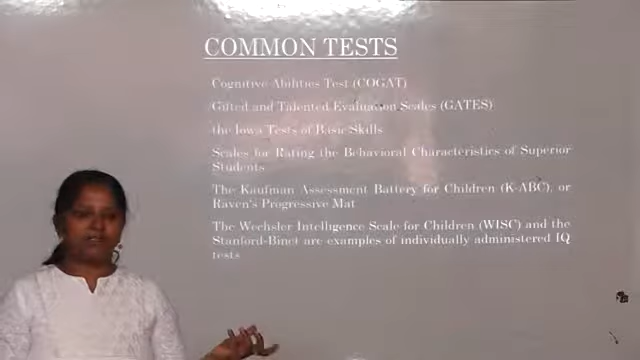 COMMON TESTS
Cognitive Abilities Test (COGAT)
Gifted and Talented Evaluation Scales (GATES)
the Iowa Tests of Basic Skills
Scales for Rating the Behavioral Characteristics of Superior
Students
The Kaufman Assessment Battery for Children (K-ABC), or
Raven's Progressive Mat
The Wechsler Intelligence Scale for Children (WISC) and the
Stanford-Binet are examples of individually administered IQ
tests